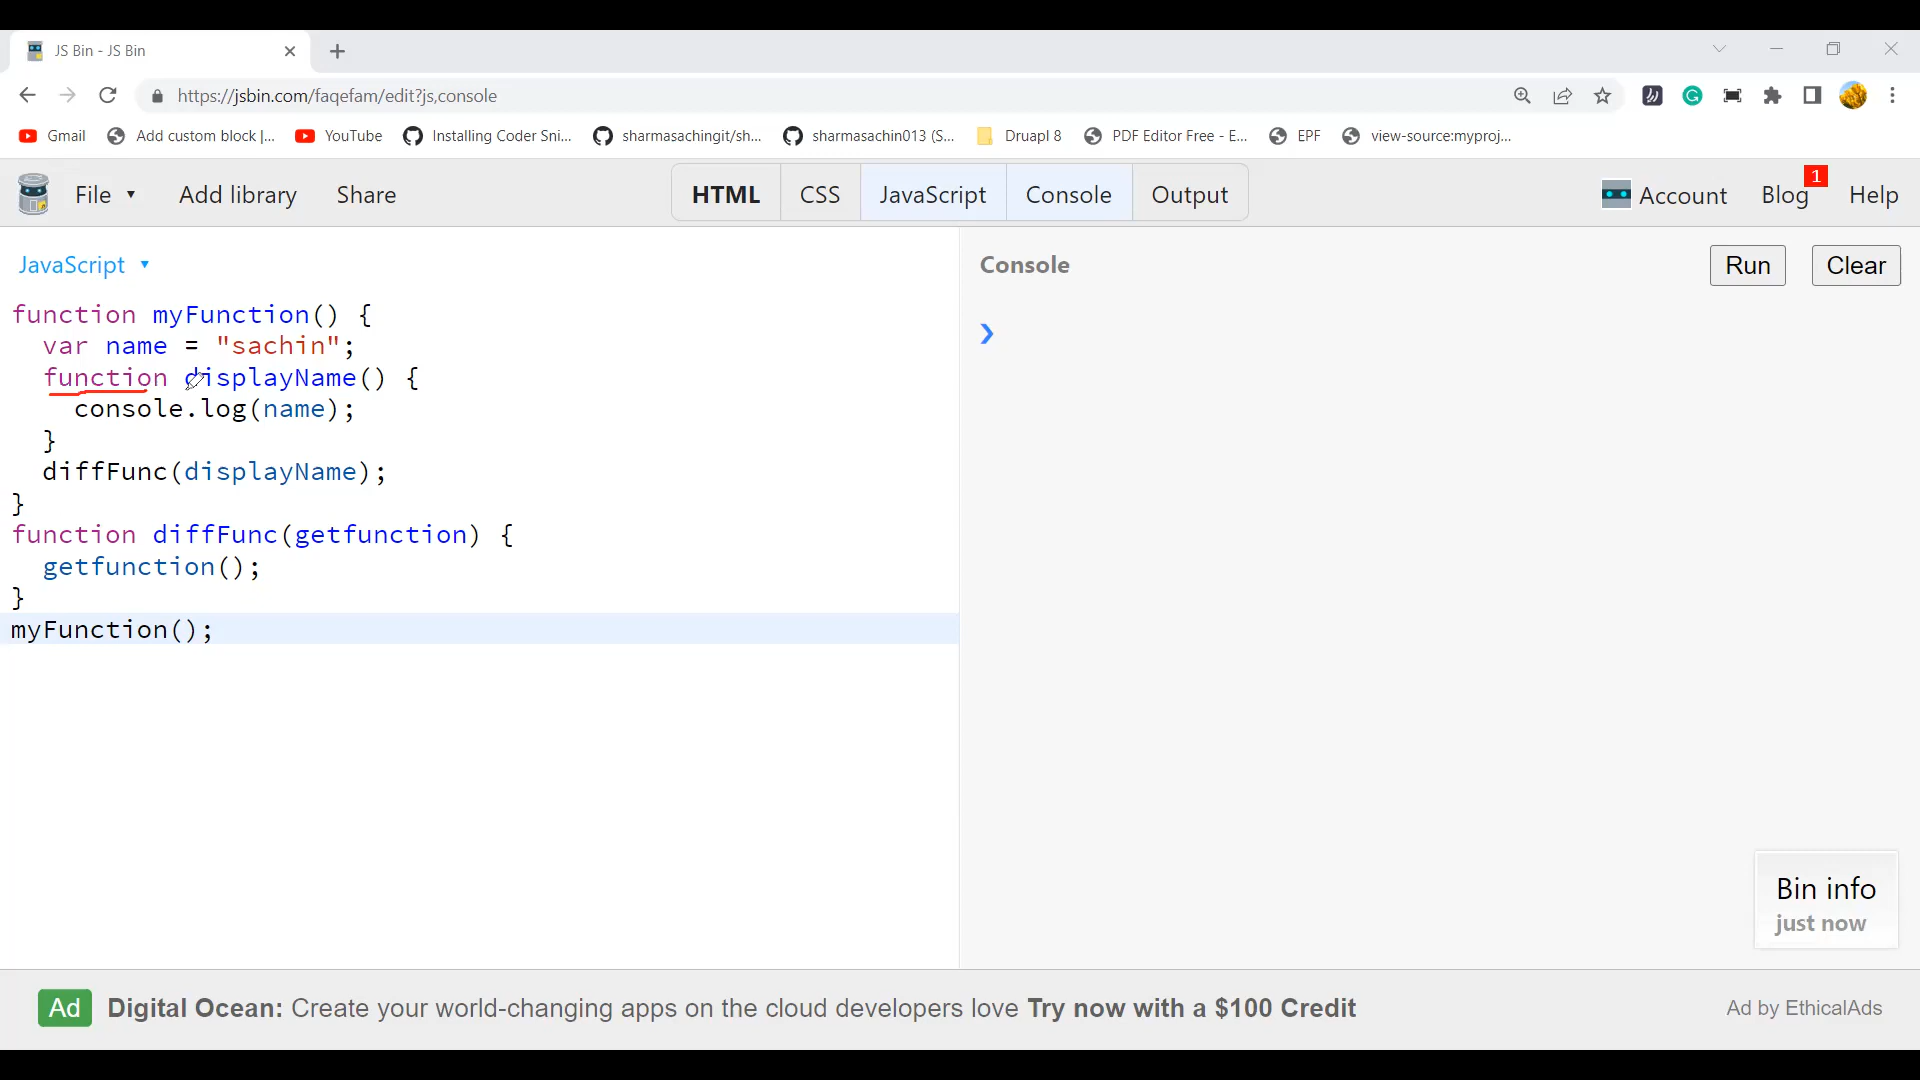 JS Bin - JS Bin
https://jsbin.com/faqefam/edit?js,console
Gmail Add custom block |... YouTube Installing Coder Sni... sharmasachingit/sh... sharmasachin013 (S... Druapl 8 PDF Editor Free - E... EPF view-source:myproj...
File Add library Share HTML CSS JavaScript Console Output Account Blog 1 Help
JavaScript
function myFunction() {
  var name = "sachin";
  function displayName() {
    console.log(name);
  }
  diffFunc(displayName);
}
function diffFunc(getfunction) {
  getfunction();
}
myFunction();
Console Run Clear
Bin info
just now
Ad Digital Ocean: Create your world-changing apps on the cloud developers love Try now with a $100 Credit Ad by EthicalAds